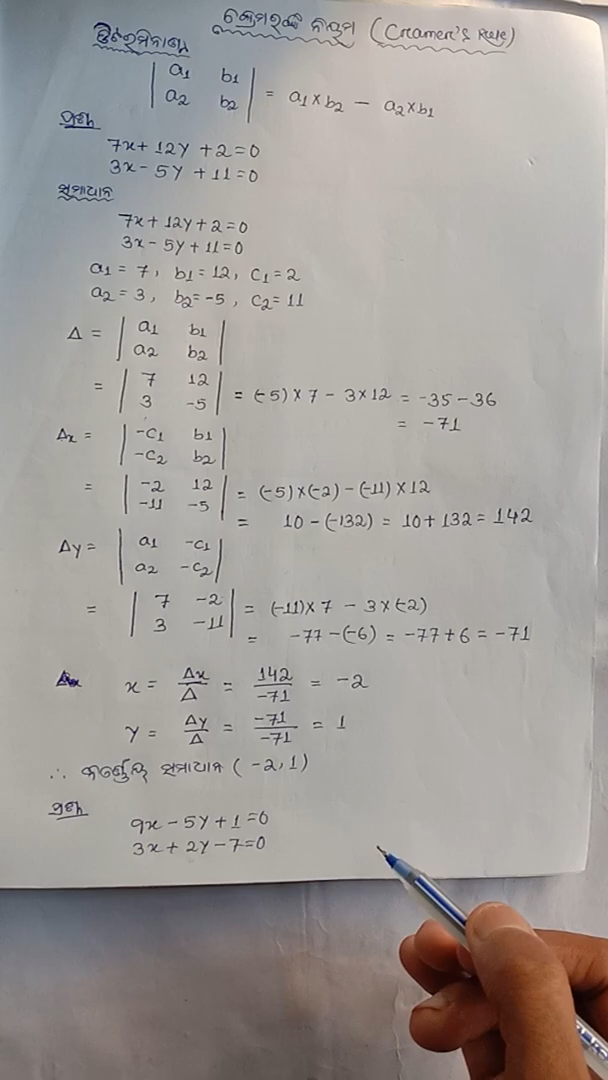 କ୍ରେମରଙ୍କ ନିୟମ (Cramer's Rule)
ଡିଟରମିନାଣ୍ଟ
| a1 b1 |
| a2 b2 | = a1 × b2 − a2 × b1
ପ୍ରଶ୍ନ
7x + 12y + 2 = 0
3x − 5y + 11 = 0
ସମାଧାନ
7x + 12y + 2 = 0
3x − 5y + 11 = 0
a1 = 7, b1 = 12, c1 = 2
a2 = 3, b2 = -5, c2 = 11
Δ = | a1 b1 |
| a2 b2 |
= | 7 12 |
| 3 -5 | = (-5) × 7 − 3 × 12 = -35 − 36
= -71
Δx = | -c1 b1 |
| -c2 b2 |
= | -2 12 |
| -11 -5 | = (-5) × (-2) − (-11) × 12
= 10 − (-132) = 10 + 132 = 142
Δy = | a1 -c1 |
| a2 -c2 |
= | 7 -2 |
| 3 -11 | = (-11) × 7 − 3 × (-2)
= -77 − (-6) = -77 + 6 = -71
x = Δx/Δ = 142/-71 = -2
y = Δy/Δ = -71/-71 = 1
∴ ସମାଧାନ (-2, 1)
ପ୍ରଶ୍ନ
9x − 5y + 1 = 0
3x + 2y − 7 = 0